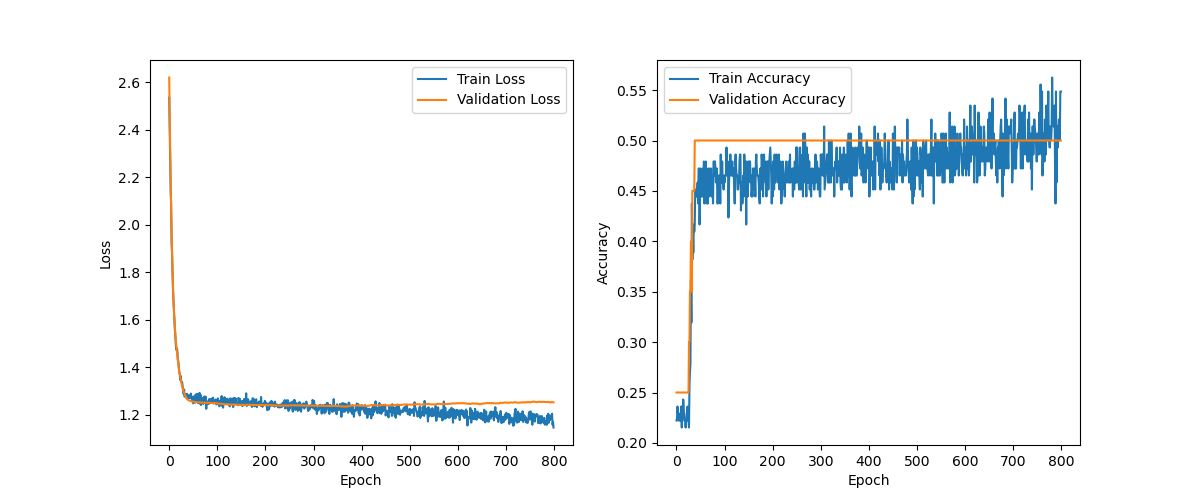 Train Loss
Validation Loss
2.6
2.4
2.2
2.0
1.8
1.6
1.4
1.2
Loss
0 100 200 300 400 500 600 700 800
Epoch
Train Accuracy
Validation Accuracy
0.55
0.50
0.45
0.40
0.35
0.30
0.25
0.20
Accuracy
0 100 200 300 400 500 600 700 800
Epoch